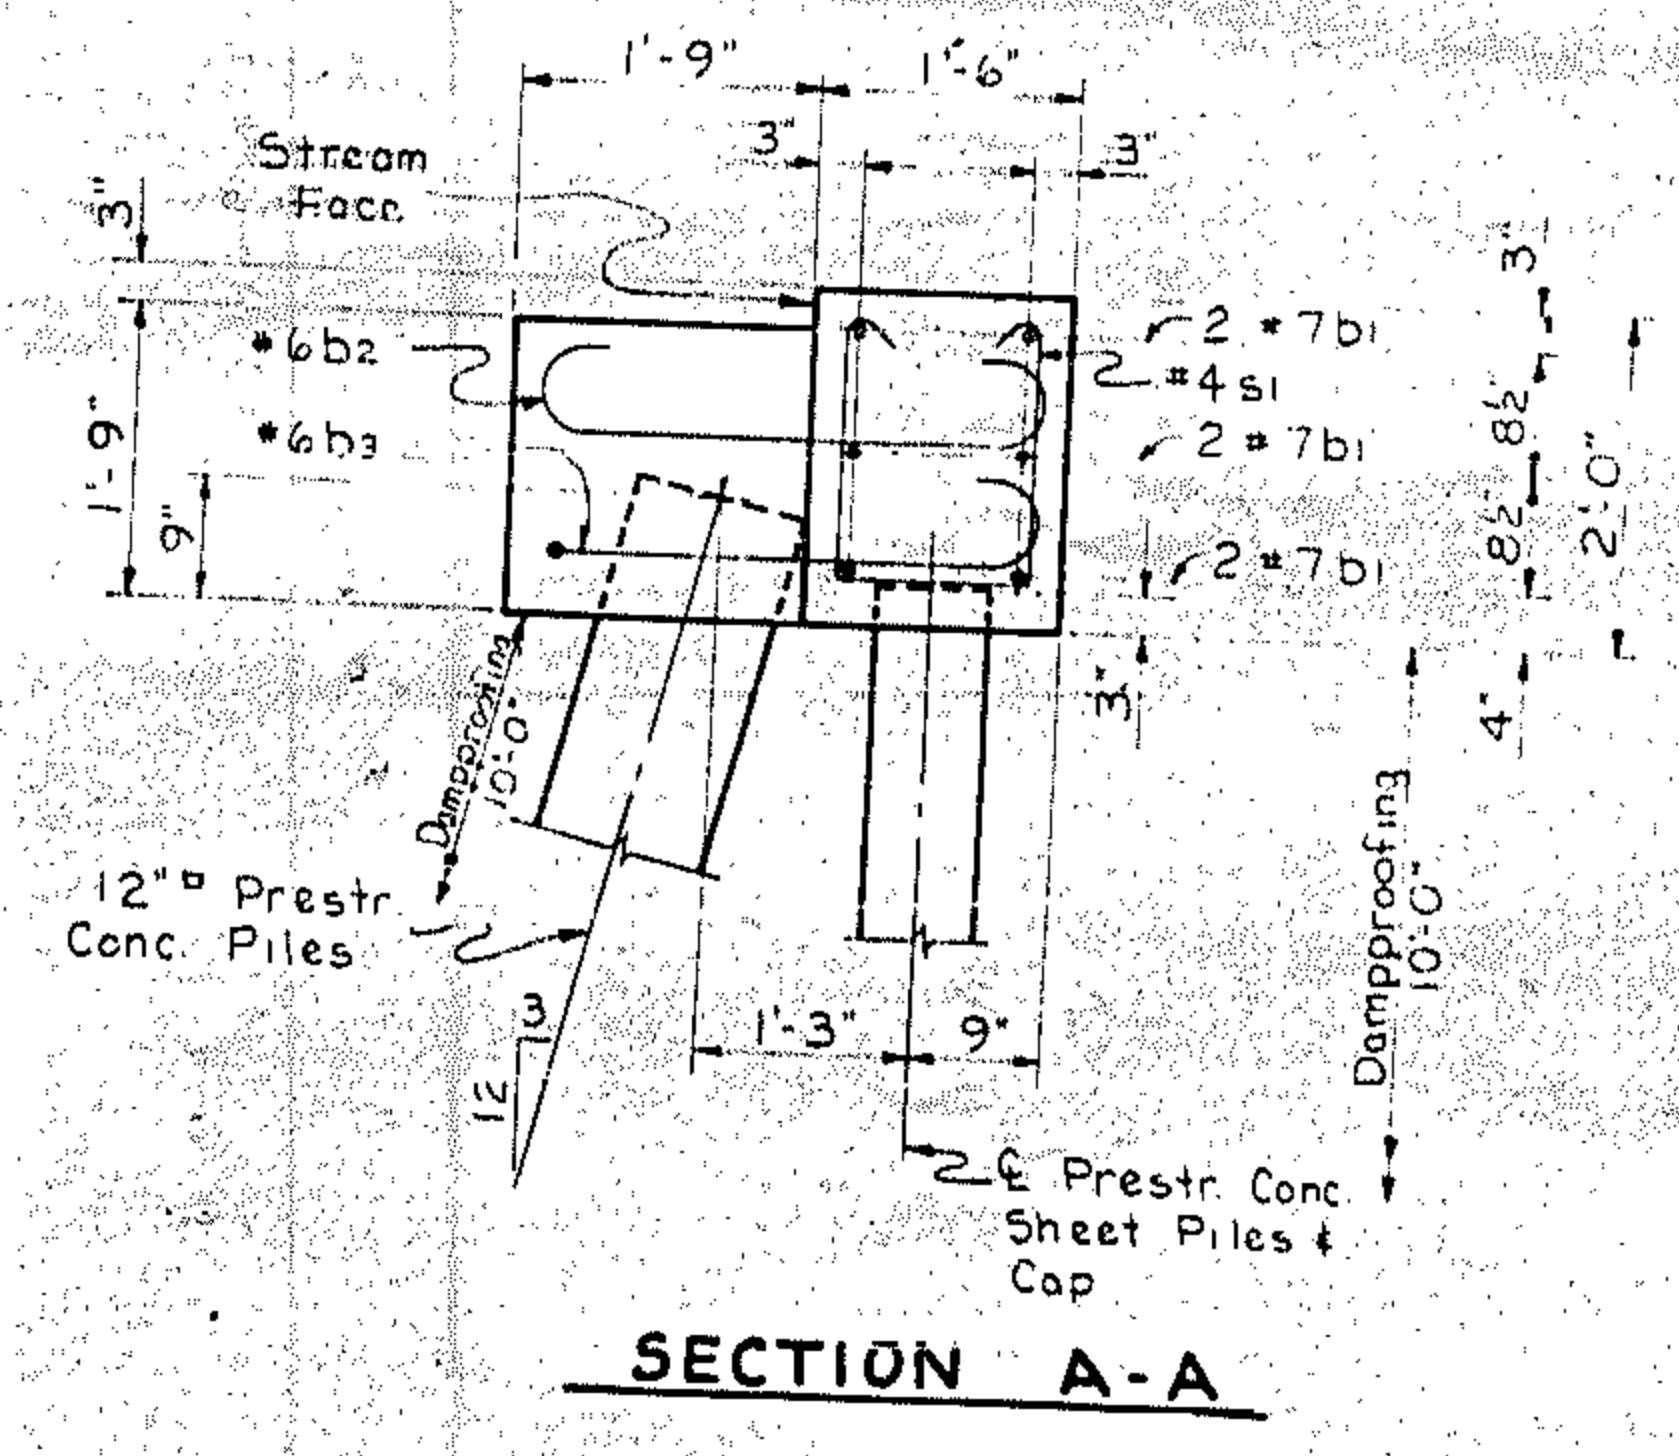 1'-9"
1'-6"
3"
3"
Stream
Face
3"
3"
#6b2
2 #7b1
#4s1
#6b3
2 #7b1
1'-9"
9"
8½
8½
2'-0"
2 #7b1
3"
4"
Dampproofing
10'-0"
12"□ Prestr.
Conc. Piles
Dampproofing
10'-0"
3
12
1'-3"
9"
℄ Prestr. Conc.
Sheet Piles &
Cap
SECTION A-A